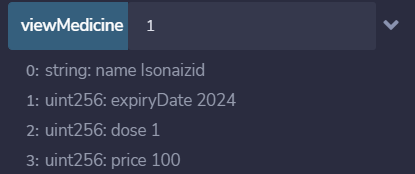 viewMedicine 1
0: string: name Isonaizid
1: uint256: expiryDate 2024
2: uint256: dose 1
3: uint256: price 100